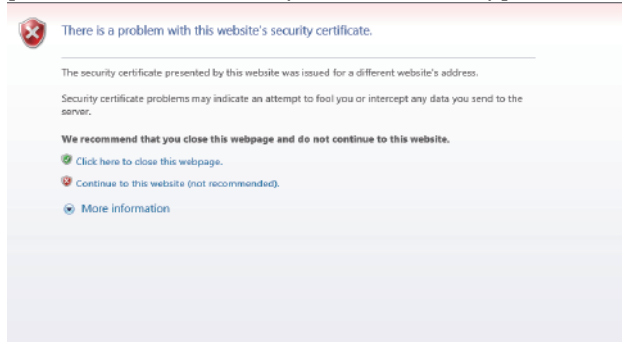 There is a problem with this website's security certificate.
The security certificate presented by this website was issued for a different website's address.
Security certificate problems may indicate an attempt to fool you or intercept any data you send to the
server.
We recommend that you close this webpage and do not continue to this website.
Click here to close this webpage.
Continue to this website (not recommended).
More information